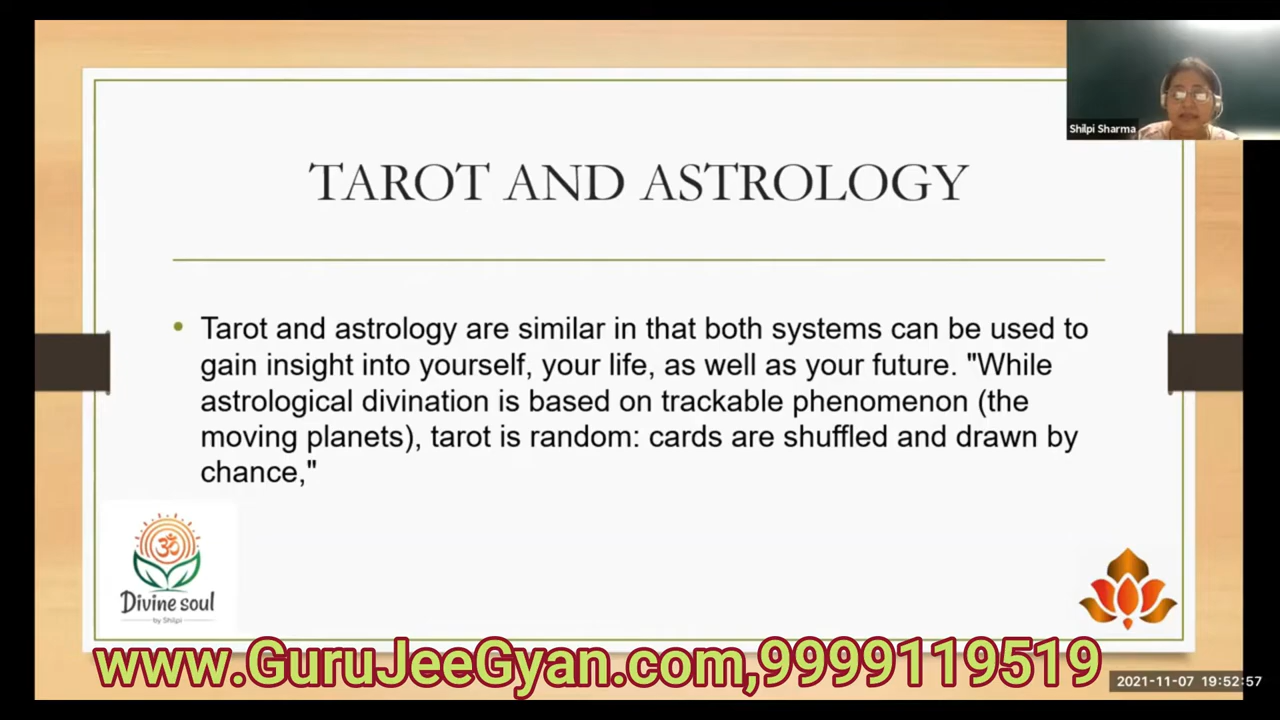 Shilpi Sharma
TAROT AND ASTROLOGY
• Tarot and astrology are similar in that both systems can be used to
gain insight into yourself, your life, as well as your future. "While
astrological divination is based on trackable phenomenon (the
moving planets), tarot is random: cards are shuffled and drawn by
chance,"
ॐ
Divine soul
by Shilpi
www.GuruJeeGyan.com,9999119519
2021-11-07 19:52:57